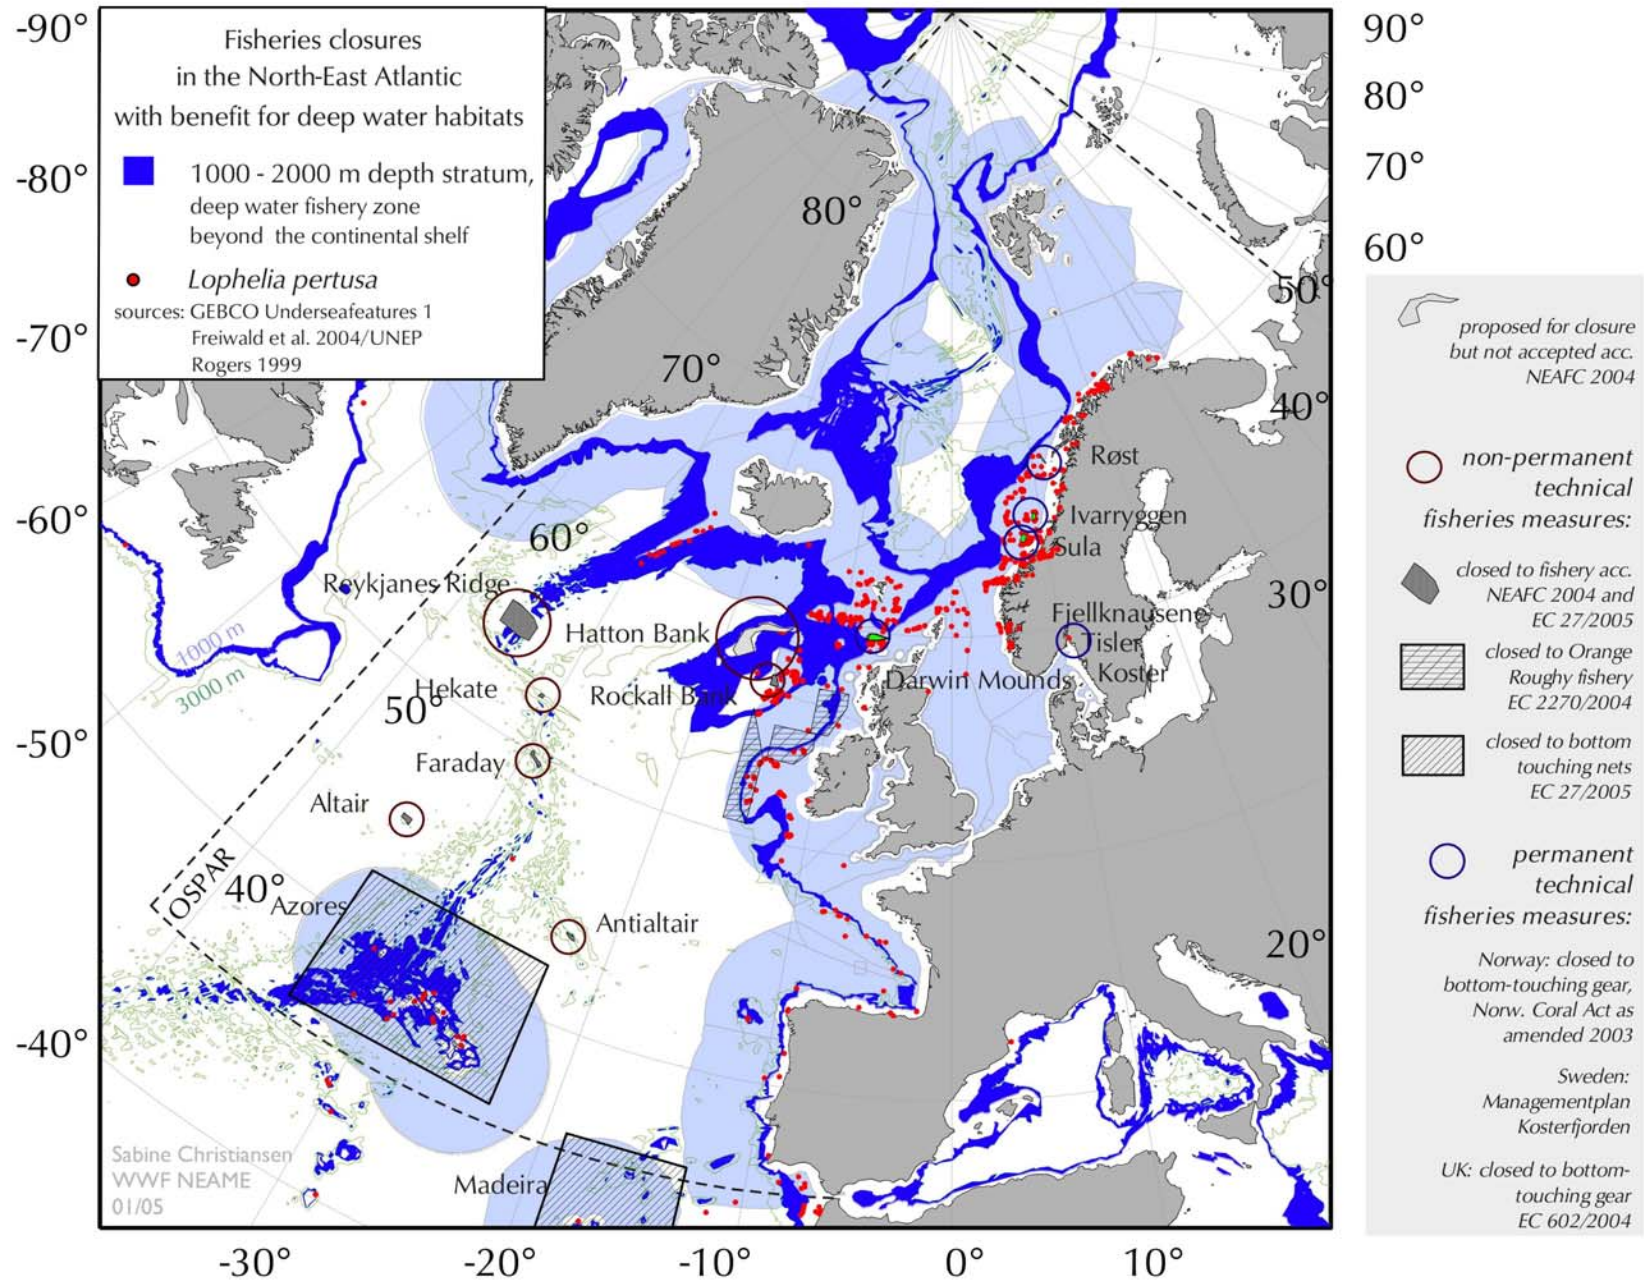 Fisheries closures
in the North-East Atlantic
with benefit for deep water habitats
1000 - 2000 m depth stratum,
deep water fishery zone
beyond the continental shelf
Lophelia pertusa
sources: GEBCO Underseafeatures 1
Freiwald et al. 2004/UNEP
Rogers 1999
-90°
-80°
-70°
-60°
-50°
-40°
-30°
-20°
-10°
0°
10°
90°
80°
70°
60°
50°
40°
30°
20°
80°
70°
60°
50°
40°
Røst
Ivarryggen
Sula
Fjellknausene
Tisler
Koster
Darwin Mounds
Reykjanes Ridge
Hatton Bank
Rockall Bank
Hekate
Faraday
Altair
Antialtair
Azores
Madeira
OSPAR
1000 m
3000 m
Sabine Christiansen
WWF NEAME
01/05
proposed for closure
but not accepted acc.
NEAFC 2004
non-permanent
technical
fisheries measures:
closed to fishery acc.
NEAFC 2004 and
EC 27/2005
closed to Orange
Roughy fishery
EC 2270/2004
closed to bottom
touching nets
EC 27/2005
permanent
technical
fisheries measures:
Norway: closed to
bottom-touching gear,
Norw. Coral Act as
amended 2003
Sweden:
Managementplan
Kosterfjorden
UK: closed to bottom-
touching gear
EC 602/2004